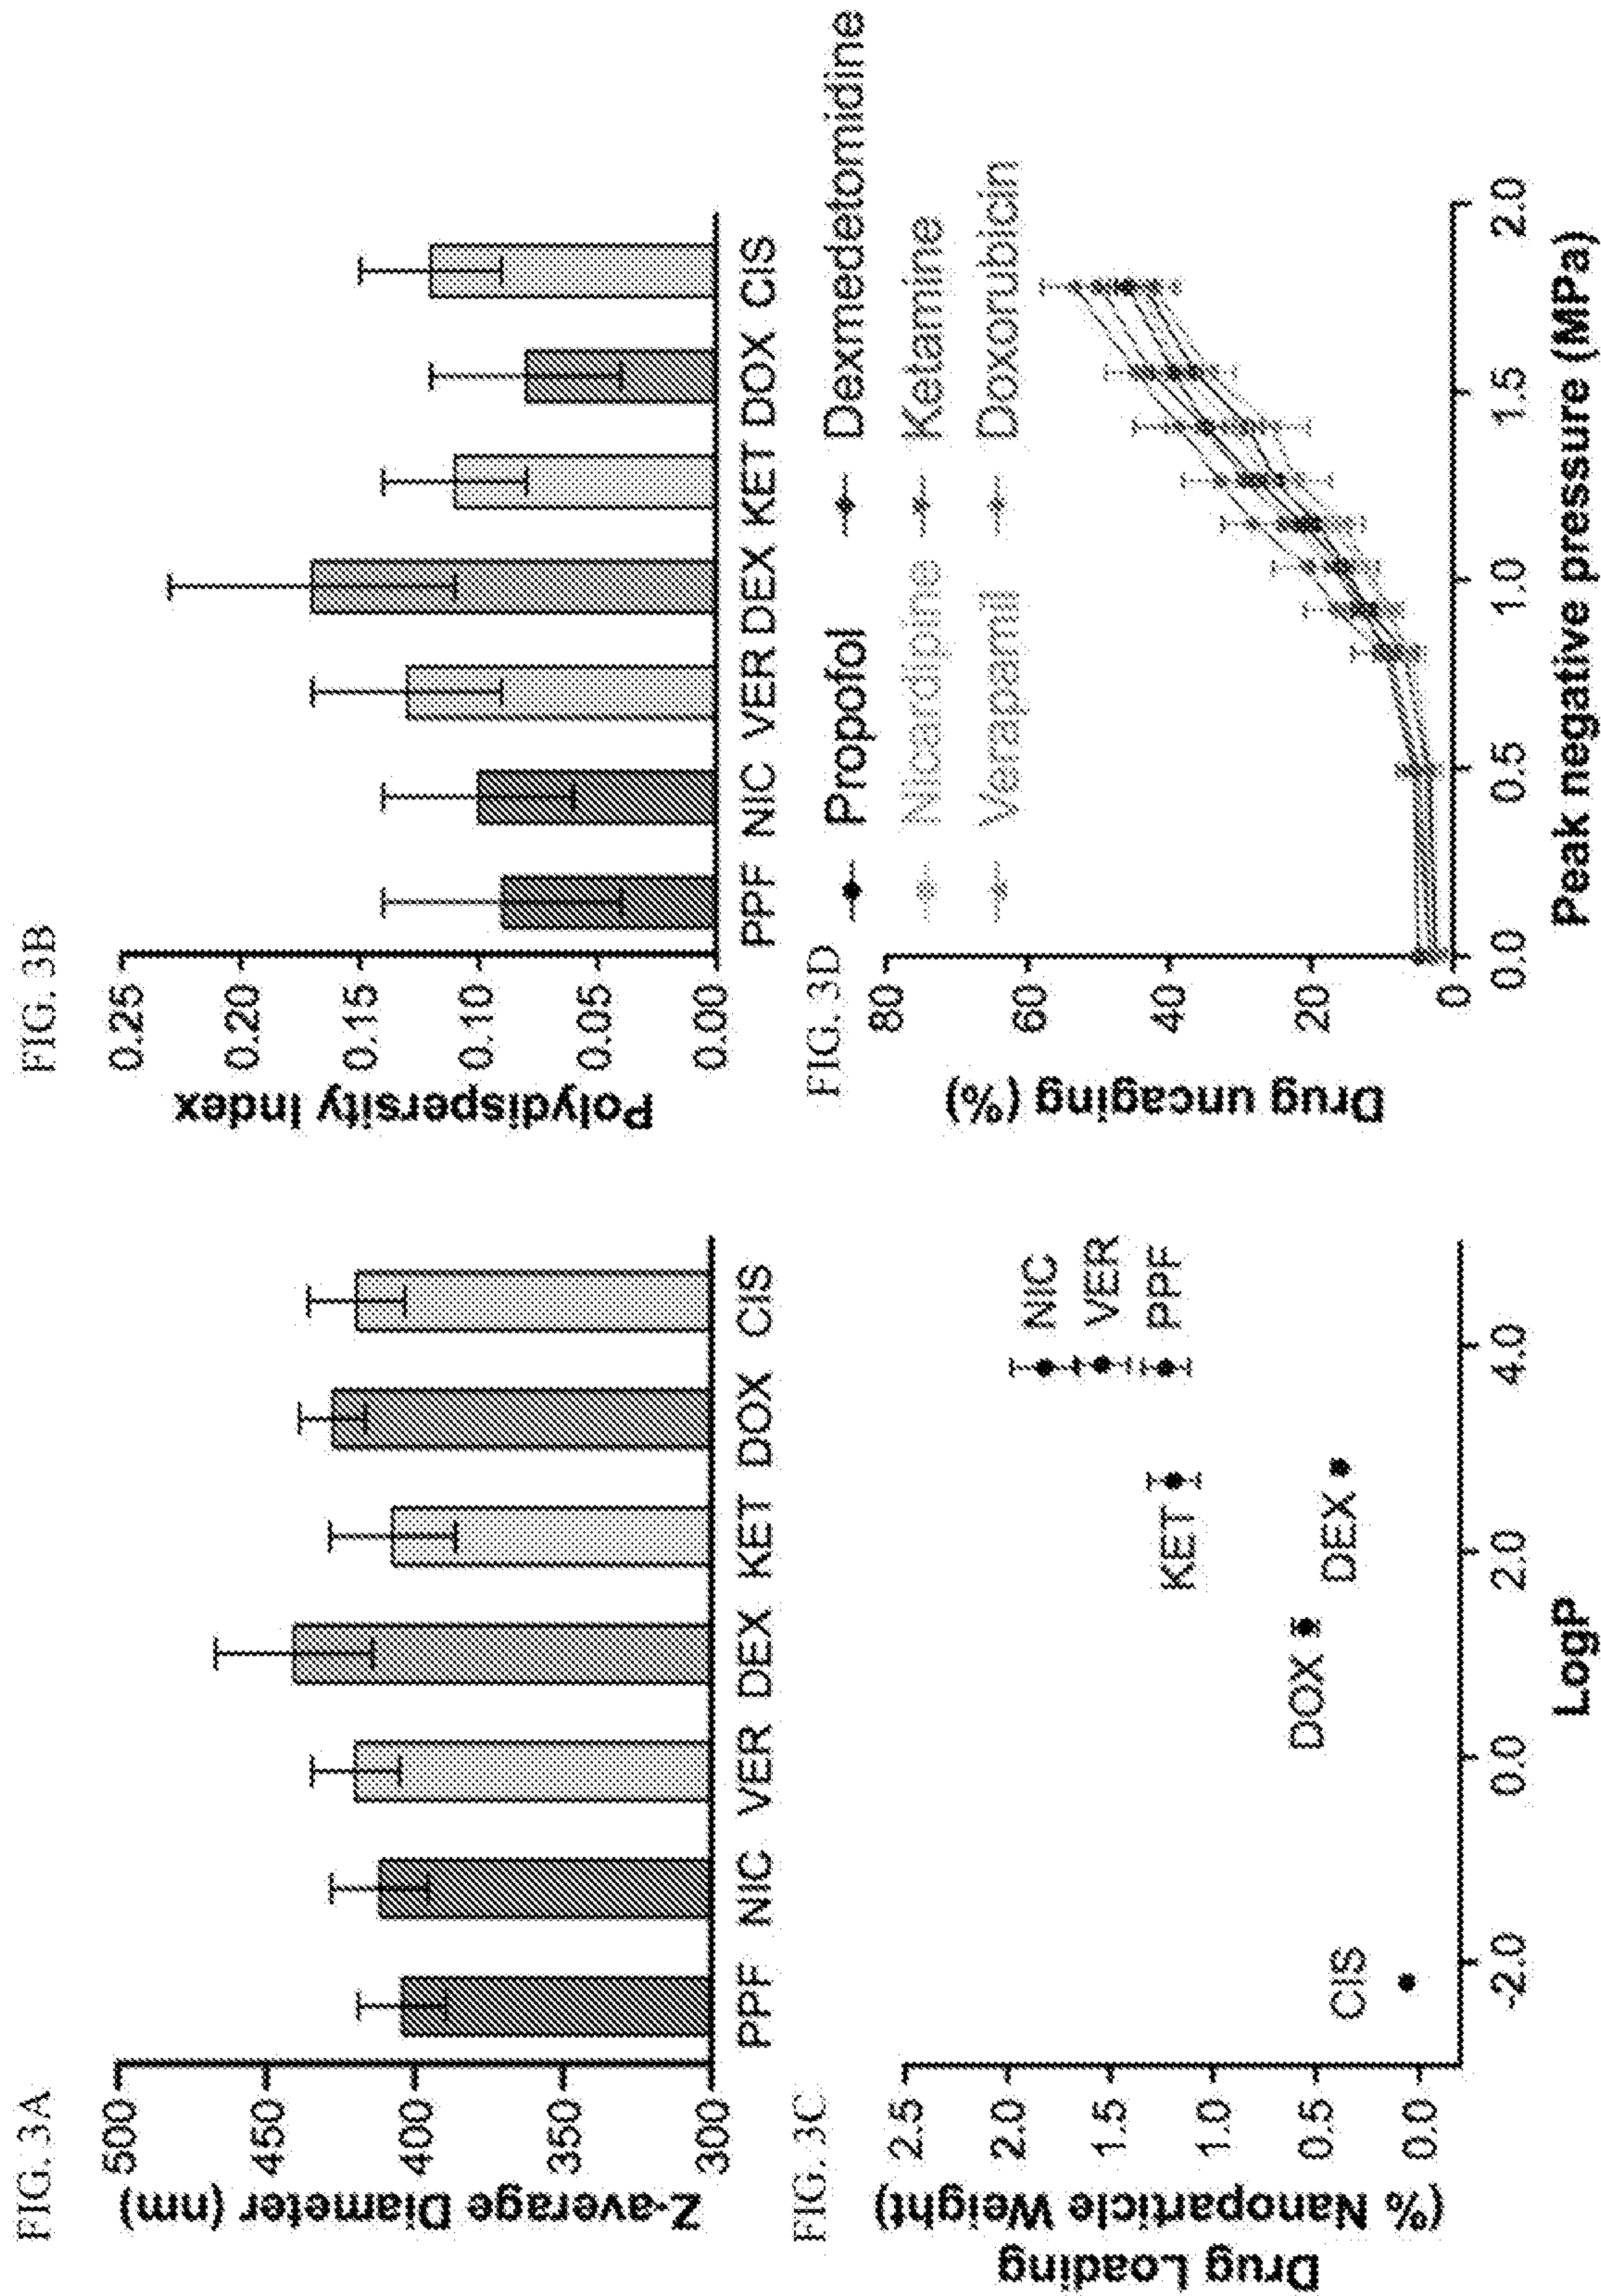 FIG. 3A
Z-average Diameter (nm)
500
450
400
350
300
PPF NIC VER DEX KET DOX CIS
FIG. 3B
Polydispersity Index
0.25
0.20
0.15
0.10
0.05
0.00
PPF NIC VER DEX KET DOX CIS
FIG. 3C
Drug Loading
(% Nanoparticle Weight)
2.5
2.0
1.5
1.0
0.5
0.0
CIS
DOX
KET
DEX
NIC
VER
PPF
-2.0 0.0 2.0 4.0
LogP
FIG. 3D
Propofol Dexmedetomidine
Nicardipine Ketamine
Verapamil Doxorubicin
Drug uncaging (%)
80
60
40
20
0
0.0 0.5 1.0 1.5 2.0
Peak negative pressure (MPa)